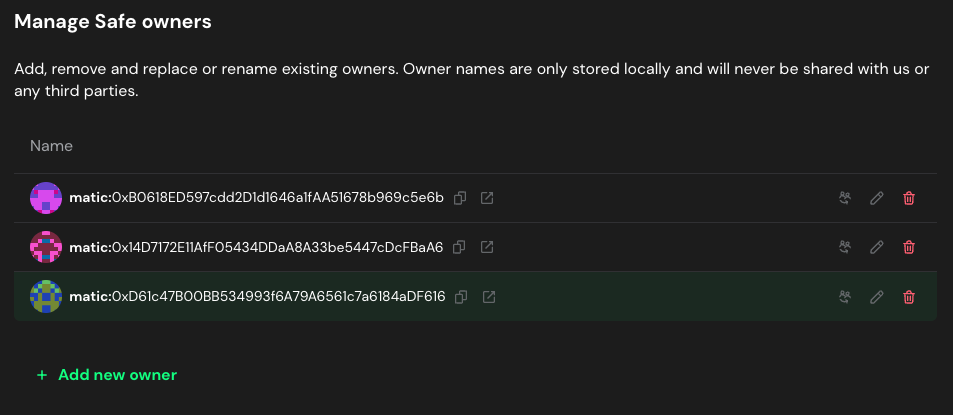 Manage Safe owners
Add, remove and replace or rename existing owners. Owner names are only stored locally and will never be shared with us or
any third parties.
Name
matic:0xB0618ED597cdd2D1d1646a1fAA51678b969c5e6b
matic:0x14D7172E11AfF05434DDaA8A33be5447cDcFBaA6
matic:0xD61c47B00BB534993f6A79A6561c7a6184aDF616
+ Add new owner